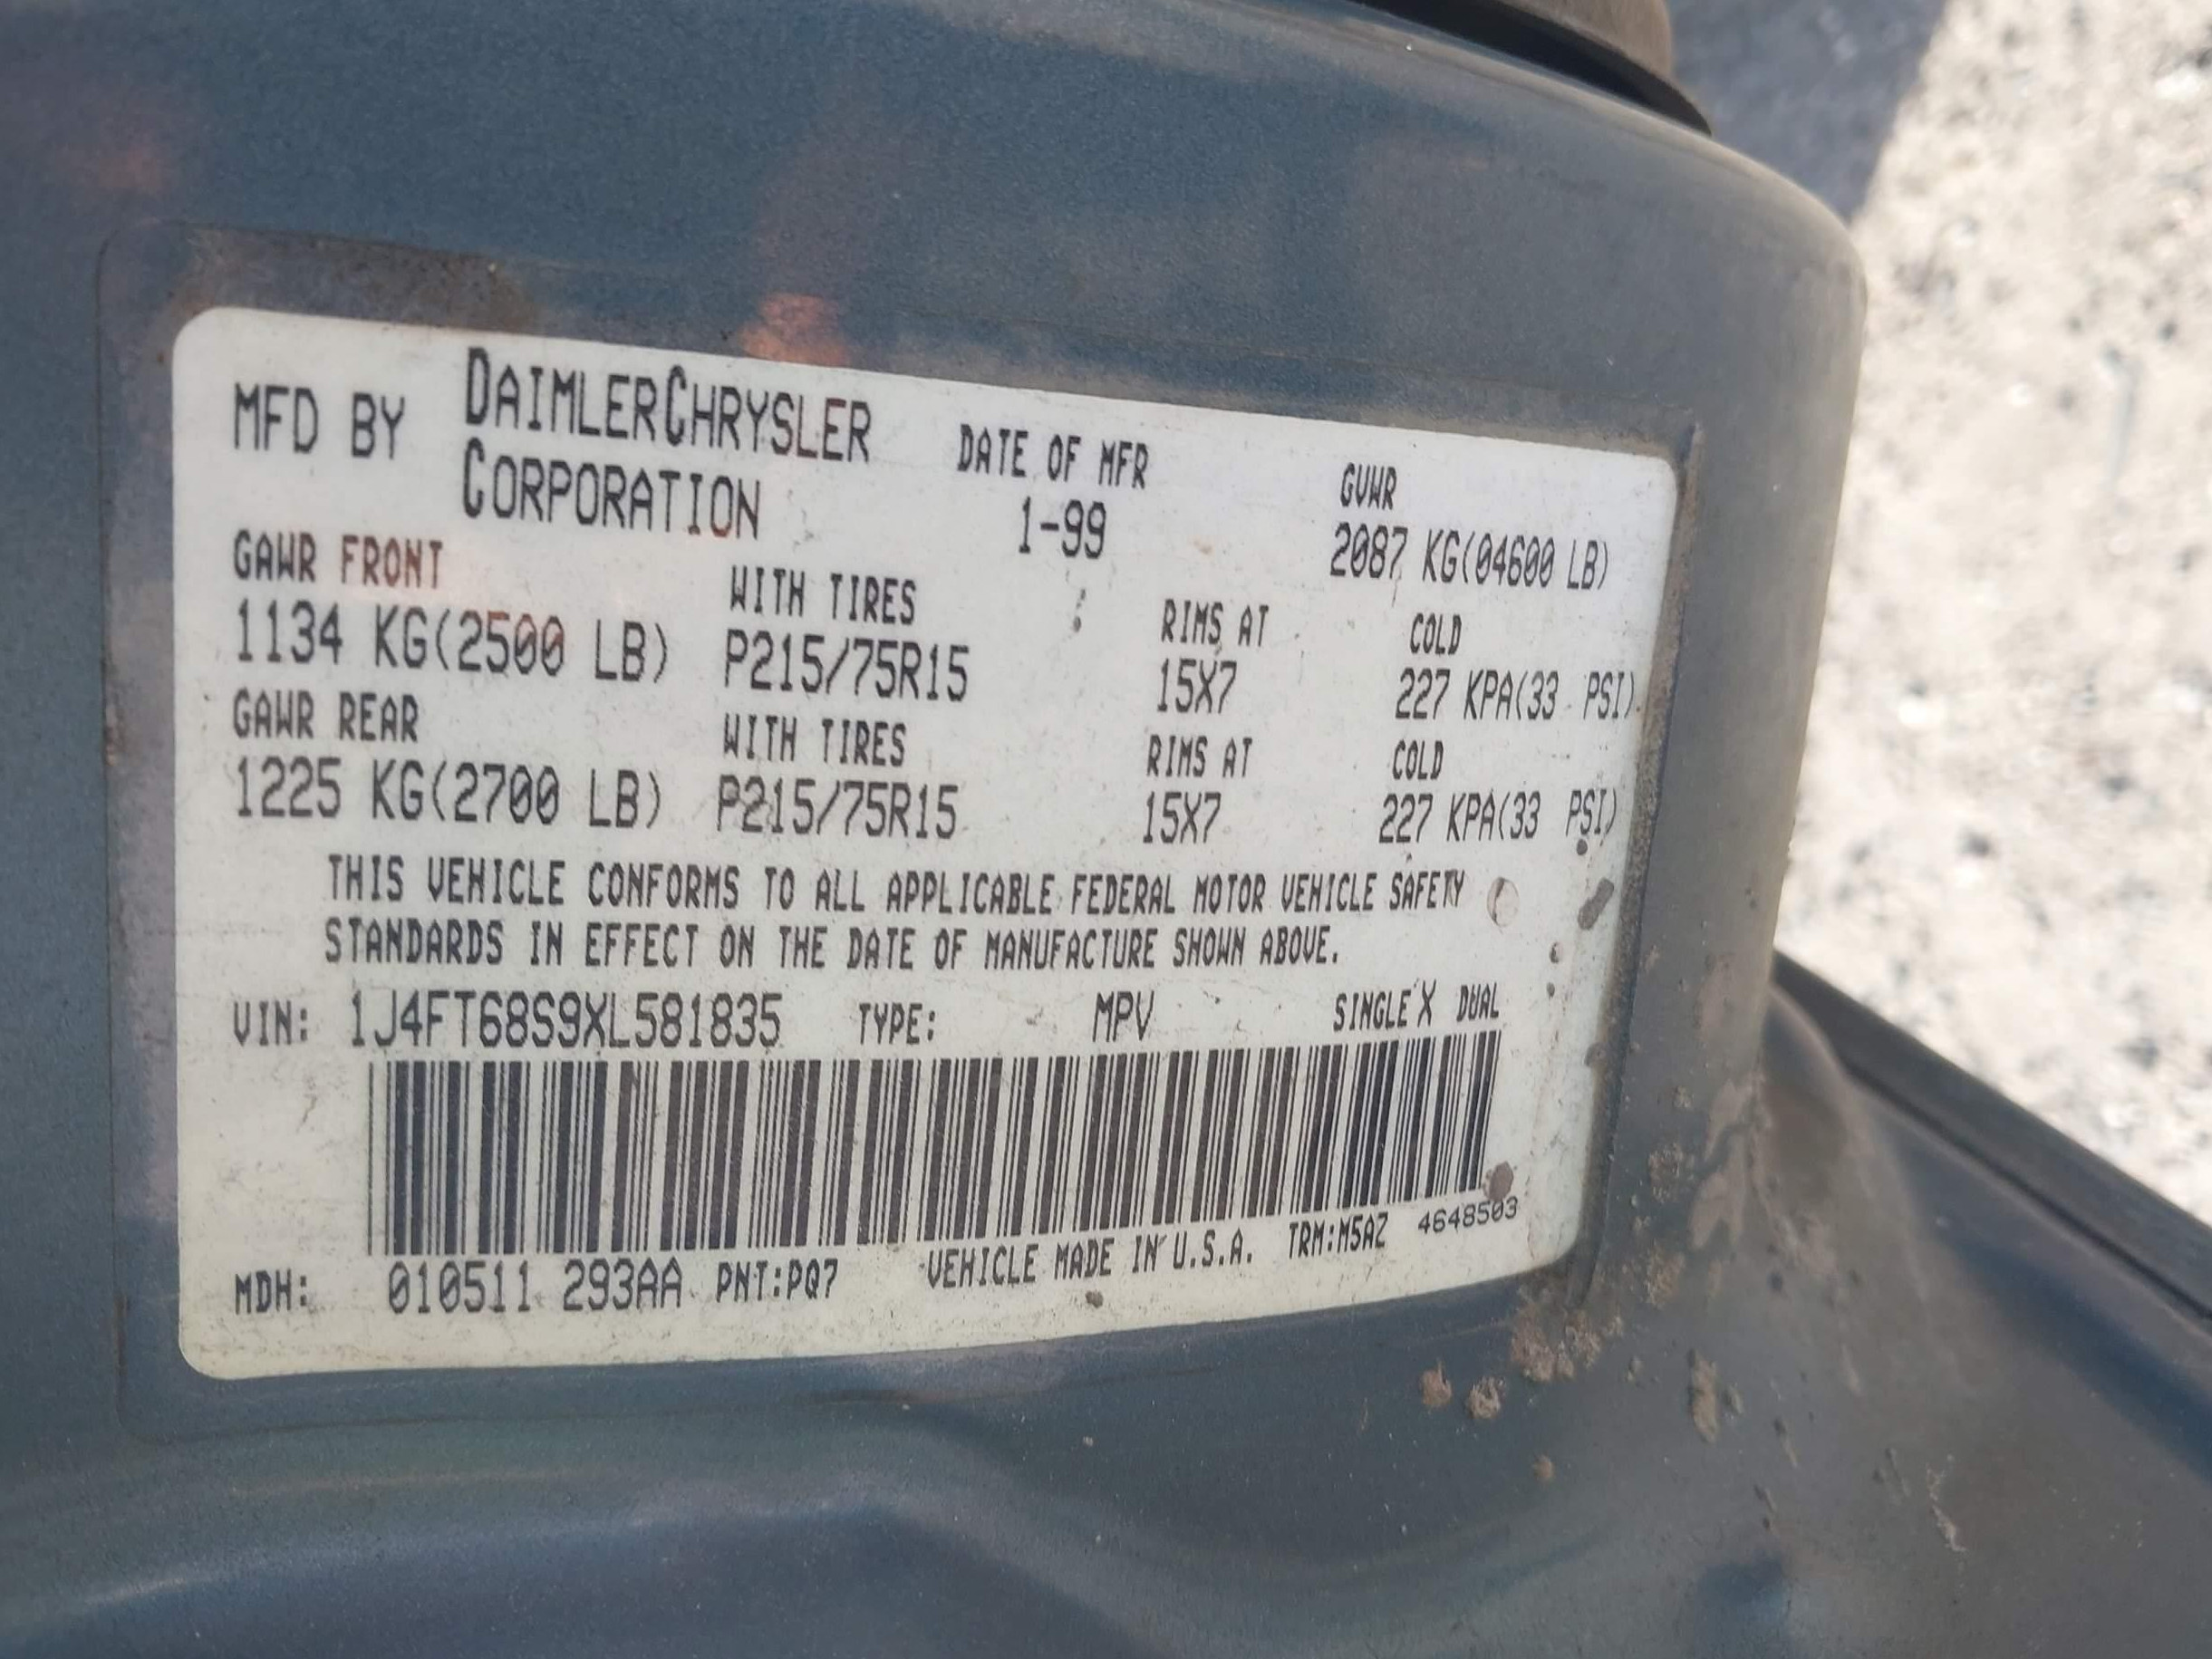 MFD BY DAIMLERCHRYSLER CORPORATION DATE OF MFR 1-99 GVWR 2087 KG(04600 LB)
GAWR FRONT WITH TIRES RIMS AT COLD
1134 KG(2500 LB) P215/75R15 15X7 227 KPA(33 PSI)
GAWR REAR WITH TIRES RIMS AT COLD
1225 KG(2700 LB) P215/75R15 15X7 227 KPA(33 PSI)
THIS VEHICLE CONFORMS TO ALL APPLICABLE FEDERAL MOTOR VEHICLE SAFETY
STANDARDS IN EFFECT ON THE DATE OF MANUFACTURE SHOWN ABOVE.
VIN: 1J4FT68S9XL581835 TYPE: MPV SINGLE X DUAL
MDH: 010511 293AA PNT:PQ7 VEHICLE MADE IN U.S.A. TRM:M5AZ 4648503